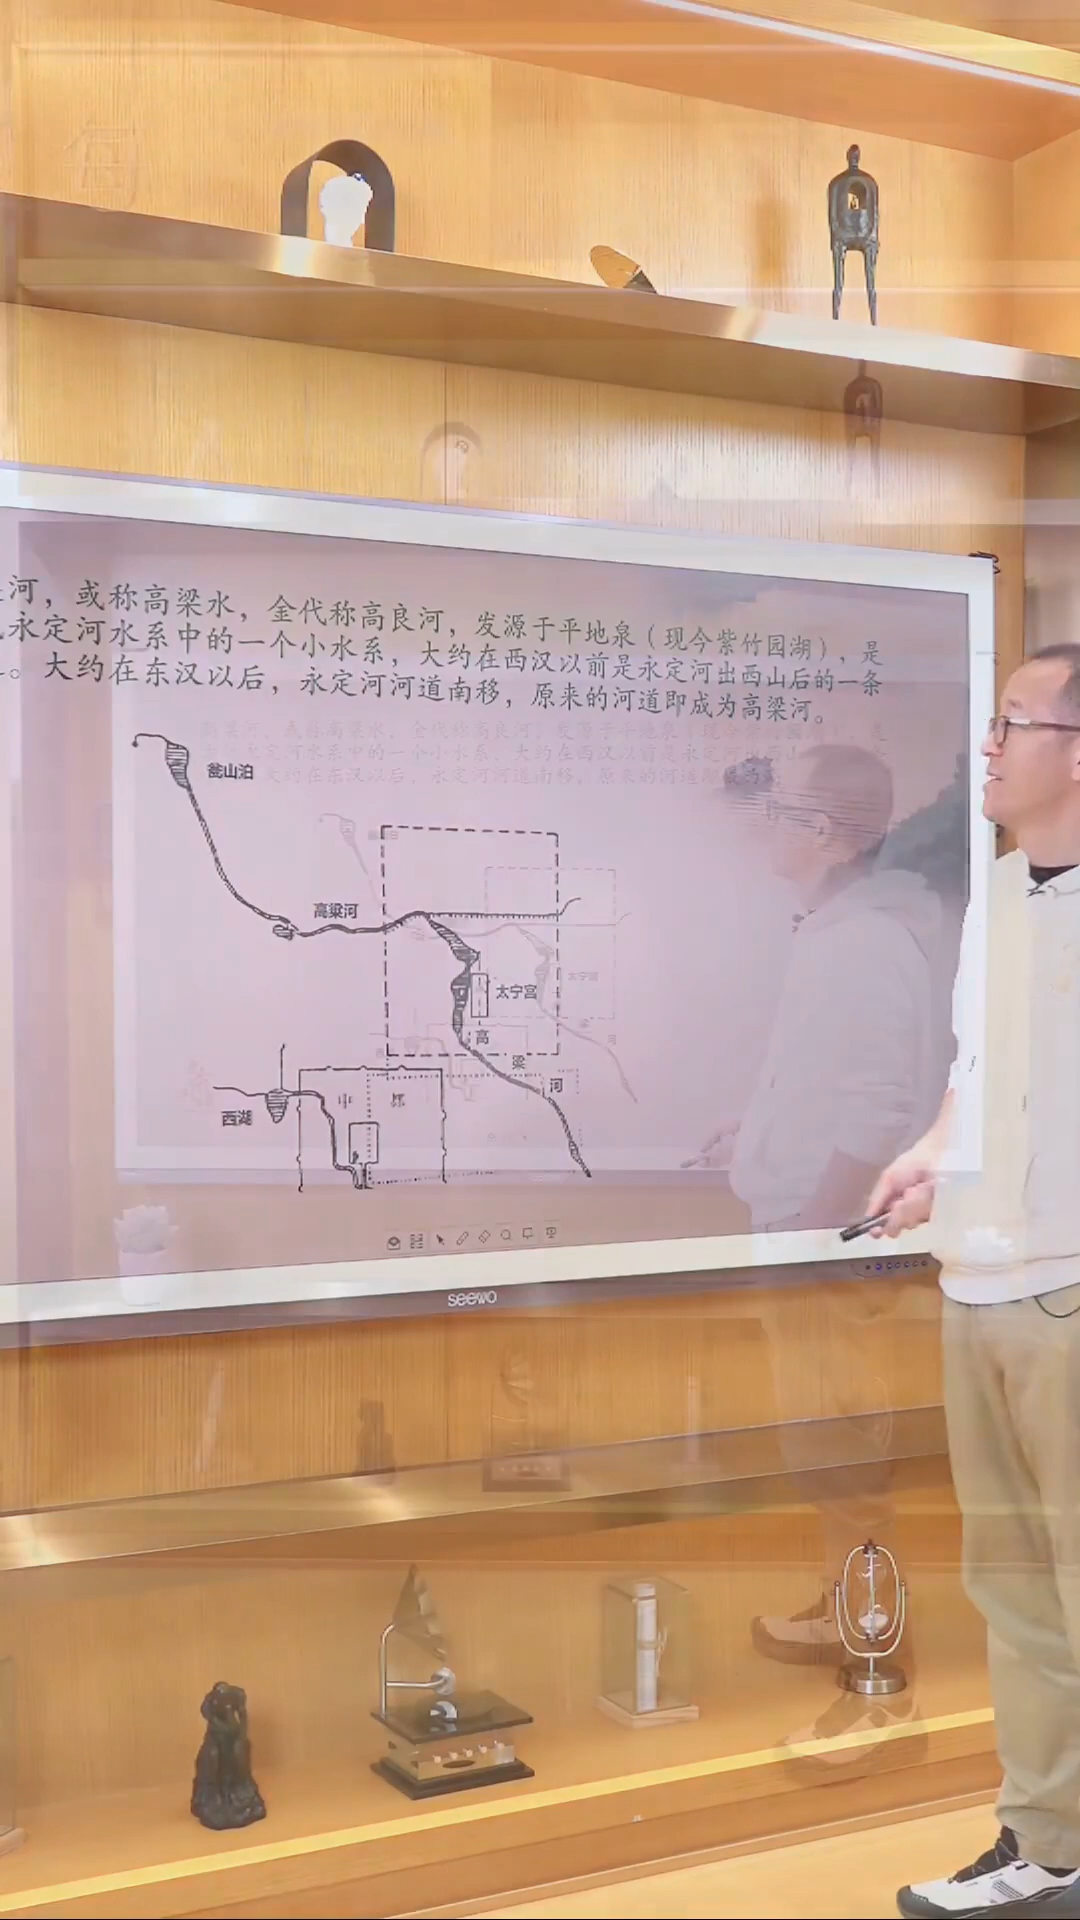 河，或称高梁水，金代称高良河，发源于平地泉（现今紫竹园湖），是
永定河水系中的一个小水系，大约在西汉以前是永定河出西山后的一条
。大约在东汉以后，永定河河道南移，原来的河道即成为高梁河。
瓮山泊
高粱河
太宁宫
高
梁
河
西湖
中 都
seewo